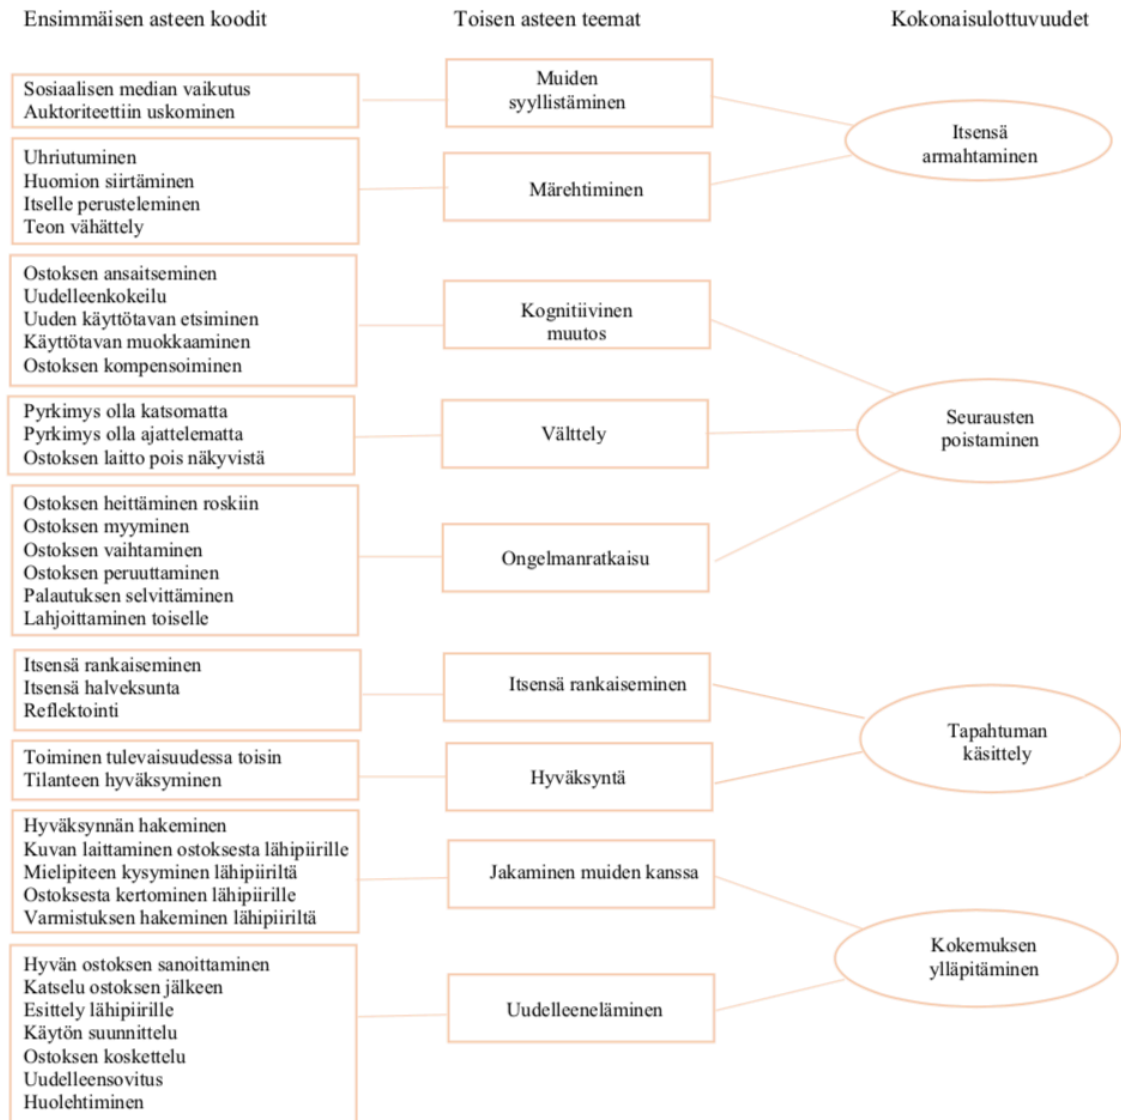 Ensimmäisen asteen koodit
Toisen asteen teemat
Kokonaisulottuvuudet
Sosiaalisen median vaikutus
Auktoriteettiin uskominen
Muiden
syyllistäminen
Itsensä
armahtaminen
Uhriutuminen
Huomion siirtäminen
Itselle perusteleminen
Teon vähättely
Märehtiminen
Ostoksen ansaitseminen
Uudelleenkokeilu
Uuden käyttötavan etsiminen
Käyttötavan muokkaaminen
Ostoksen kompensoiminen
Kognitiivinen
muutos
Seurausten
poistaminen
Pyrkimys olla katsomatta
Pyrkimys olla ajattelematta
Ostoksen laitto pois näkyvistä
Välttely
Ostoksen heittäminen roskiin
Ostoksen myyminen
Ostoksen vaihtaminen
Ostoksen peruuttaminen
Palautuksen selvittäminen
Lahjoittaminen toiselle
Ongelmanratkaisu
Itsensä rankaiseminen
Itsensä halveksunta
Reflektointi
Itsensä rankaiseminen
Tapahtuman
käsittely
Toiminen tulevaisuudessa toisin
Tilanteen hyväksyminen
Hyväksyntä
Hyväksynnän hakeminen
Kuvan laittaminen ostoksesta lähipiirille
Mielipiteen kysyminen lähipiiriltä
Ostoksesta kertominen lähipiirille
Varmistuksen hakeminen lähipiiriltä
Jakaminen muiden kanssa
Kokemuksen
ylläpitäminen
Hyvän ostoksen sanoittaminen
Katselu ostoksen jälkeen
Esittely lähipiirille
Käytön suunnittelu
Ostoksen koskettelu
Uudelleensovitus
Huolehtiminen
Uudelleeneläminen